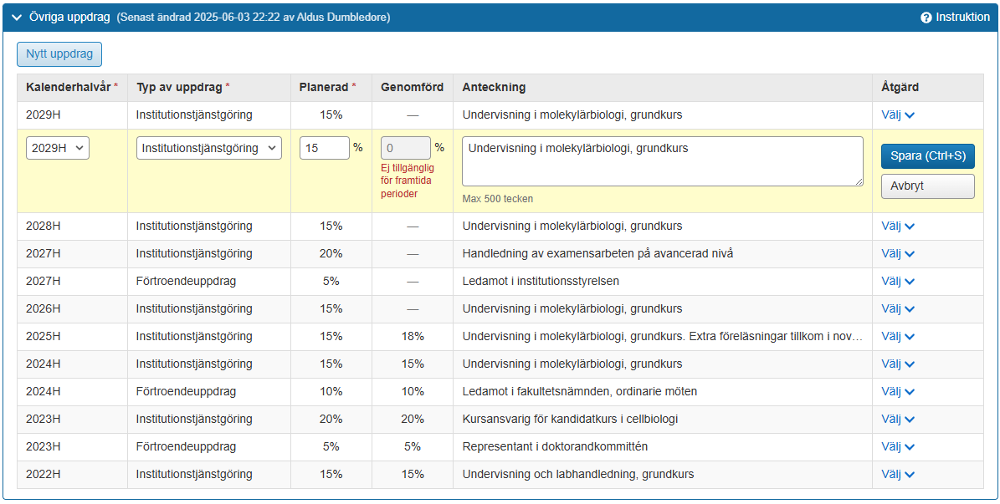 Övriga uppdrag (Senast ändrad 2025-06-03 22:22 av Aldus Dumbledore) Instruktion
Nytt uppdrag
Kalenderhalvår * Typ av uppdrag * Planerad * Genomförd Anteckning Åtgärd
2029H Institutionstjänstgöring 15% — Undervisning i molekylärbiologi, grundkurs Välj
2029H Institutionstjänstgöring 15 % 0 % Undervisning i molekylärbiologi, grundkurs Spara (Ctrl+S)
Ej tillgänglig
för framtida
perioder
Avbryt
Max 500 tecken
2028H Institutionstjänstgöring 15% — Undervisning i molekylärbiologi, grundkurs Välj
2027H Institutionstjänstgöring 20% — Handledning av examensarbeten på avancerad nivå Välj
2027H Förtroendeuppdrag 5% — Ledamot i institutionsstyrelsen Välj
2026H Institutionstjänstgöring 15% — Undervisning i molekylärbiologi, grundkurs Välj
2025H Institutionstjänstgöring 15% 18% Undervisning i molekylärbiologi, grundkurs. Extra föreläsningar tillkom i nov… Välj
2024H Institutionstjänstgöring 15% 15% Undervisning i molekylärbiologi, grundkurs Välj
2024H Förtroendeuppdrag 10% 10% Ledamot i fakultetsnämnden, ordinarie möten Välj
2023H Institutionstjänstgöring 20% 20% Kursansvarig för kandidatkurs i cellbiologi Välj
2023H Förtroendeuppdrag 5% 5% Representant i doktorandkommittén Välj
2022H Institutionstjänstgöring 15% 15% Undervisning och labhandledning, grundkurs Välj